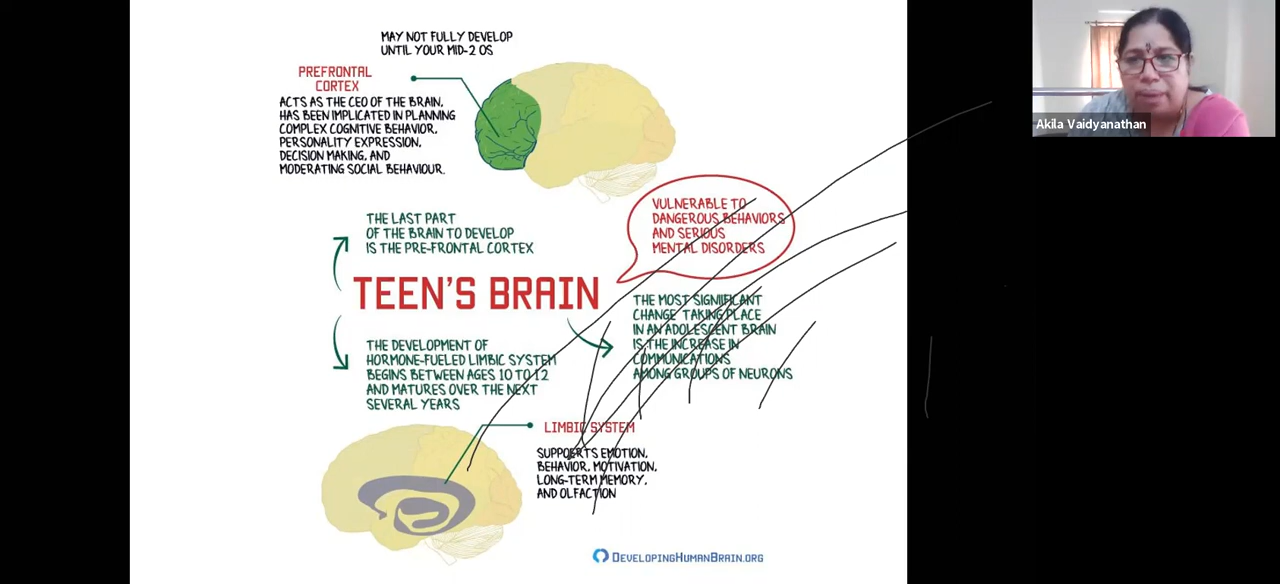 MAY NOT FULLY DEVELOP
UNTIL YOUR MID-2 OS
PREFRONTAL
CORTEX
ACTS AS THE CEO OF THE BRAIN,
HAS BEEN IMPLICATED IN PLANNING
COMPLEX COGNITIVE BEHAVIOR,
PERSONALITY EXPRESSION,
DECISION MAKING, AND
MODERATING SOCIAL BEHAVIOUR.
Akila Vaidyanathan
VULNERABLE TO
DANGEROUS BEHAVIORS
AND SERIOUS
MENTAL DISORDERS
THE LAST PART
OF THE BRAIN TO DEVELOP
IS THE PRE-FRONTAL CORTEX
TEEN'S BRAIN
THE MOST SIGNIFICANT
CHANGE TAKING PLACE
IN AN ADOLESCENT BRAIN
IS THE INCREASE IN
COMMUNICATIONS
AMONG GROUPS OF NEURONS
THE DEVELOPMENT OF
HORMONE-FUELED LIMBIC SYSTEM
BEGINS BETWEEN AGES 10 TO 12
AND MATURES OVER THE NEXT
SEVERAL YEARS
LIMBIC SYSTEM
SUPPOERTS EMOTION,
BEHAVIOR, MOTIVATION,
LONG-TERM MEMORY,
AND OLFACTION
DEVELOPINGHUMANBRAIN.ORG